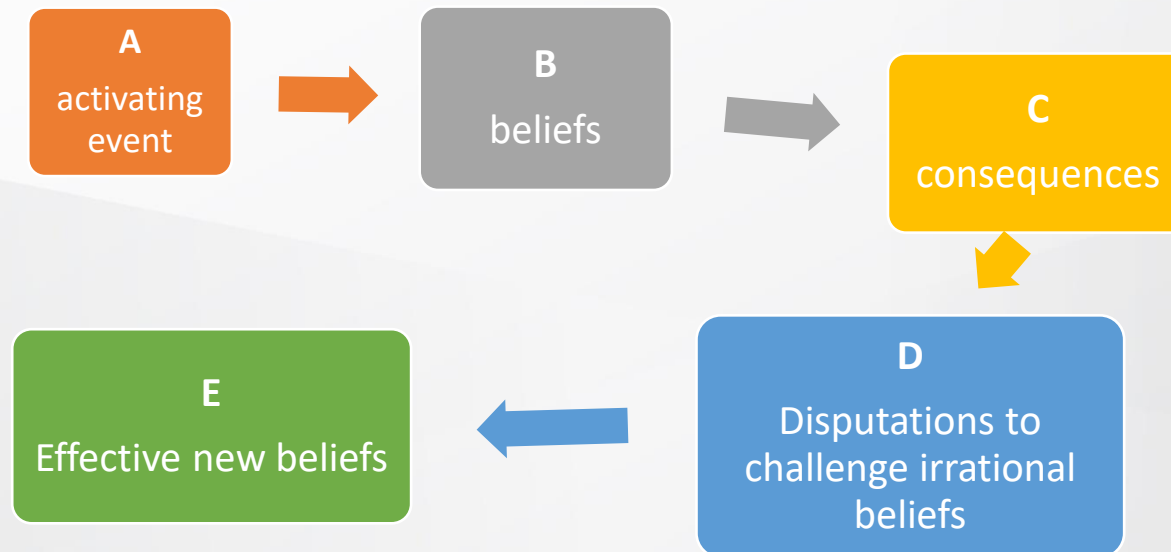 A
activating
event
B
beliefs
C
consequences
D
Disputations to
challenge irrational
beliefs
E
Effective new beliefs